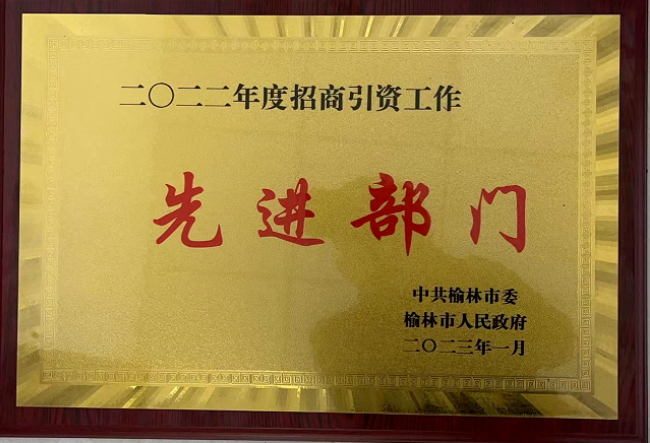 二〇二二年度招商引资工作
先进部门
中共榆林市委
榆林市人民政府
二〇二三年一月